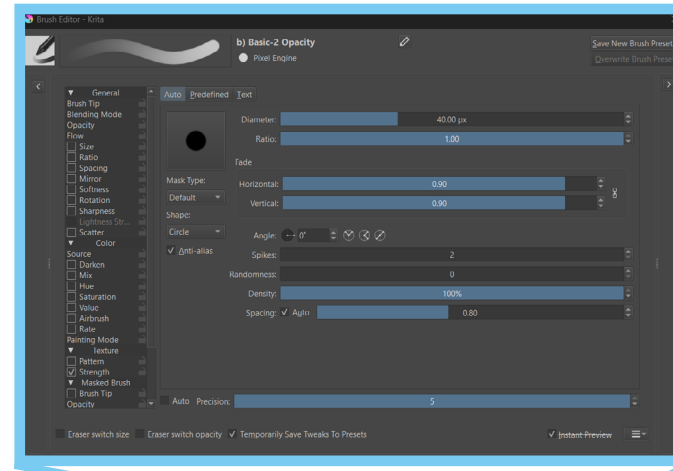 Brush Editor - Krita
b) Basic-2 Opacity
Pixel Engine
Save New Brush Preset
Overwrite Brush Preset
General
Brush Tip
Blending Mode
Opacity
Flow
Size
Ratio
Spacing
Mirror
Softness
Rotation
Sharpness
Lightness Str...
Scatter
Color
Source
Darken
Mix
Hue
Saturation
Value
Airbrush
Rate
Painting Mode
Texture
Pattern
Strength
Masked Brush
Brush Tip
Opacity
Auto Predefined Text
Mask Type:
Default
Shape:
Circle
Anti-alias
Diameter: 40.00 px
Ratio: 1.00
Fade
Horizontal: 0.90
Vertical: 0.90
Angle: 0°
Spikes: 2
Randomness: 0
Density: 100%
Spacing: Auto 0.80
Auto Precision: 5
Eraser switch size Eraser switch opacity Temporarily Save Tweaks To Presets Instant Preview